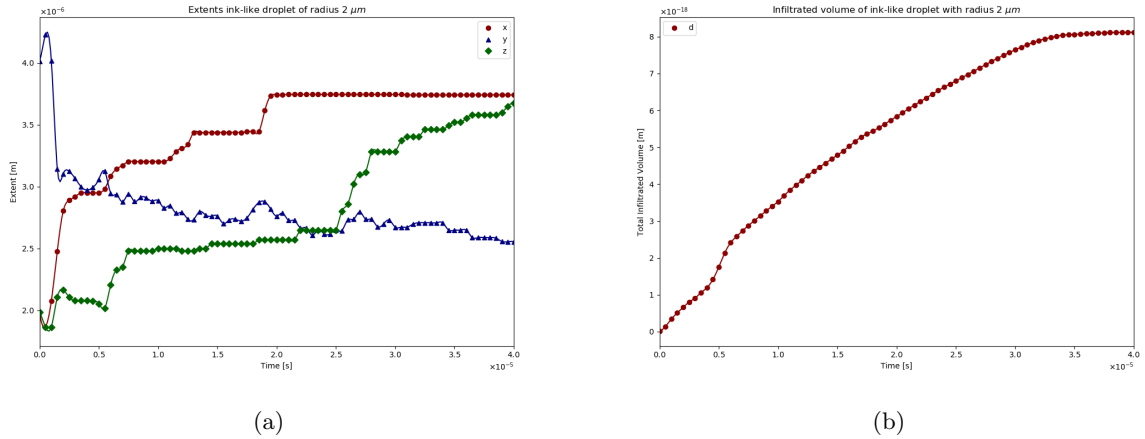 Extents ink-like droplet of radius 2 μm
×10⁻⁶
x
y
z
4.0
3.5
3.0
2.5
2.0
Extent [m]
0.0 0.5 1.0 1.5 2.0 2.5 3.0 3.5 4.0
Time [s]
×10⁻⁵
(a)
Infiltrated volume of ink-like droplet with radius 2 μm
×10⁻¹⁸
d
8
7
6
5
4
3
2
1
0
Total Infiltrated Volume [m]
0.0 0.5 1.0 1.5 2.0 2.5 3.0 3.5 4.0
Time [s]
×10⁻⁵
(b)